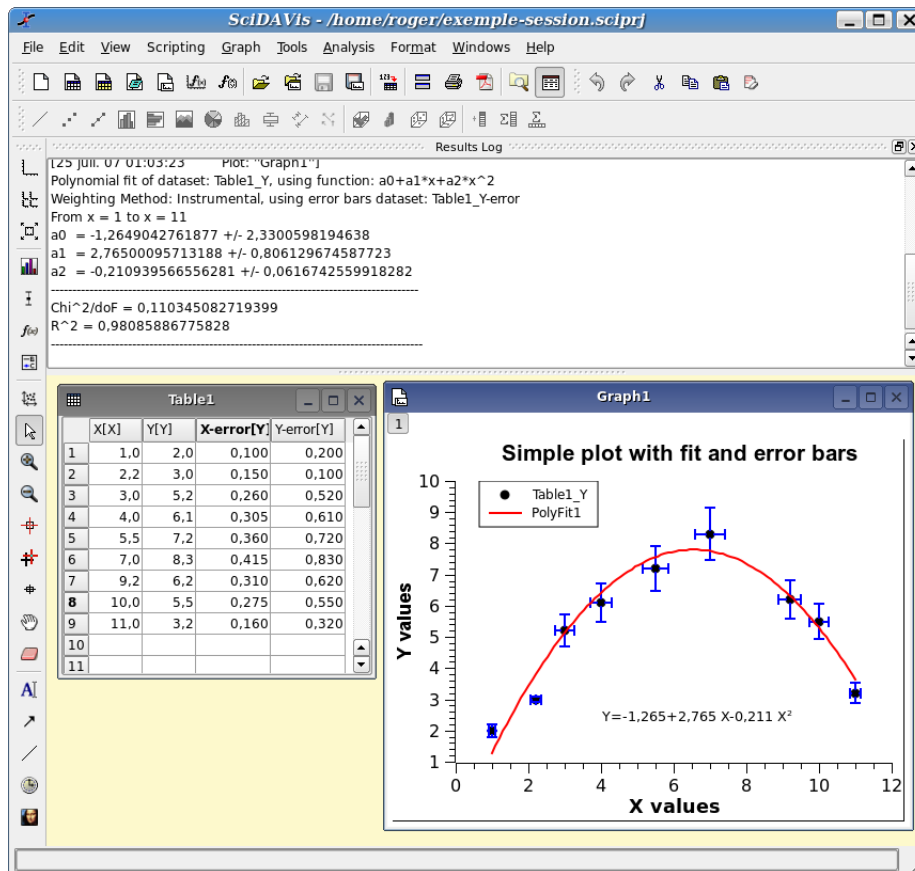 SciDAVis - /home/roger/exemple-session.sciprj
File Edit View Scripting Graph Tools Analysis Format Windows Help
Results Log
[25 juil. 07 01:03:23 Plot: "Graph1"]
Polynomial fit of dataset: Table1_Y, using function: a0+a1*x+a2*x^2
Weighting Method: Instrumental, using error bars dataset: Table1_Y-error
From x = 1 to x = 11
a0 = -1,2649042761877 +/- 2,3300598194638
a1 = 2,76500095713188 +/- 0,806129674587723
a2 = -0,210939566556281 +/- 0,0616742559918282
--------------------------------------------------------------------------------------
Chi^2/doF = 0,110345082719399
R^2 = 0,98085886775828
---------------------------------------------------------------------------------------
Table1
X[X] Y[Y] X-error[Y] Y-error[Y]
1 1,0 2,0 0,100 0,200
2 2,2 3,0 0,150 0,100
3 3,0 5,2 0,260 0,520
4 4,0 6,1 0,305 0,610
5 5,5 7,2 0,360 0,720
6 7,0 8,3 0,415 0,830
7 9,2 6,2 0,310 0,620
8 10,0 5,5 0,275 0,550
9 11,0 3,2 0,160 0,320
10
11
Graph1
1
Simple plot with fit and error bars
Table1_Y
PolyFit1
10
9
8
7
6
5
4
3
2
1
Y values
Y=-1,265+2,765 X-0,211 X²
0 2 4 6 8 10 12
X values